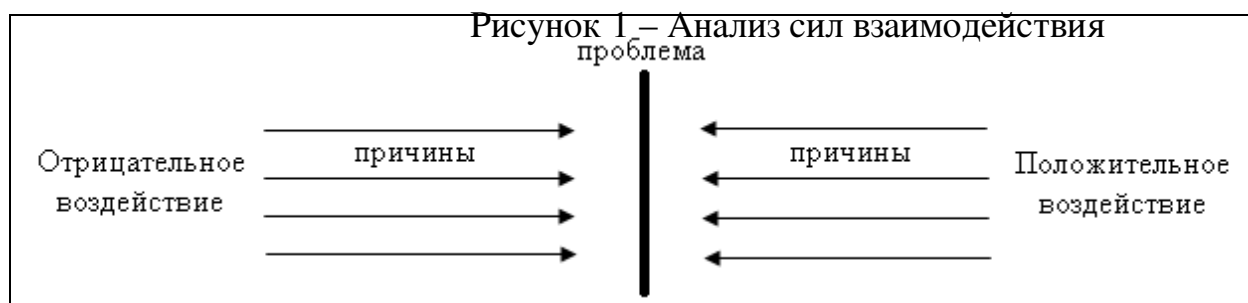 Рисунок 1 – Анализ сил взаимодействия
проблема
причины
причины
Отрицательное
воздействие
Положительное
воздействие